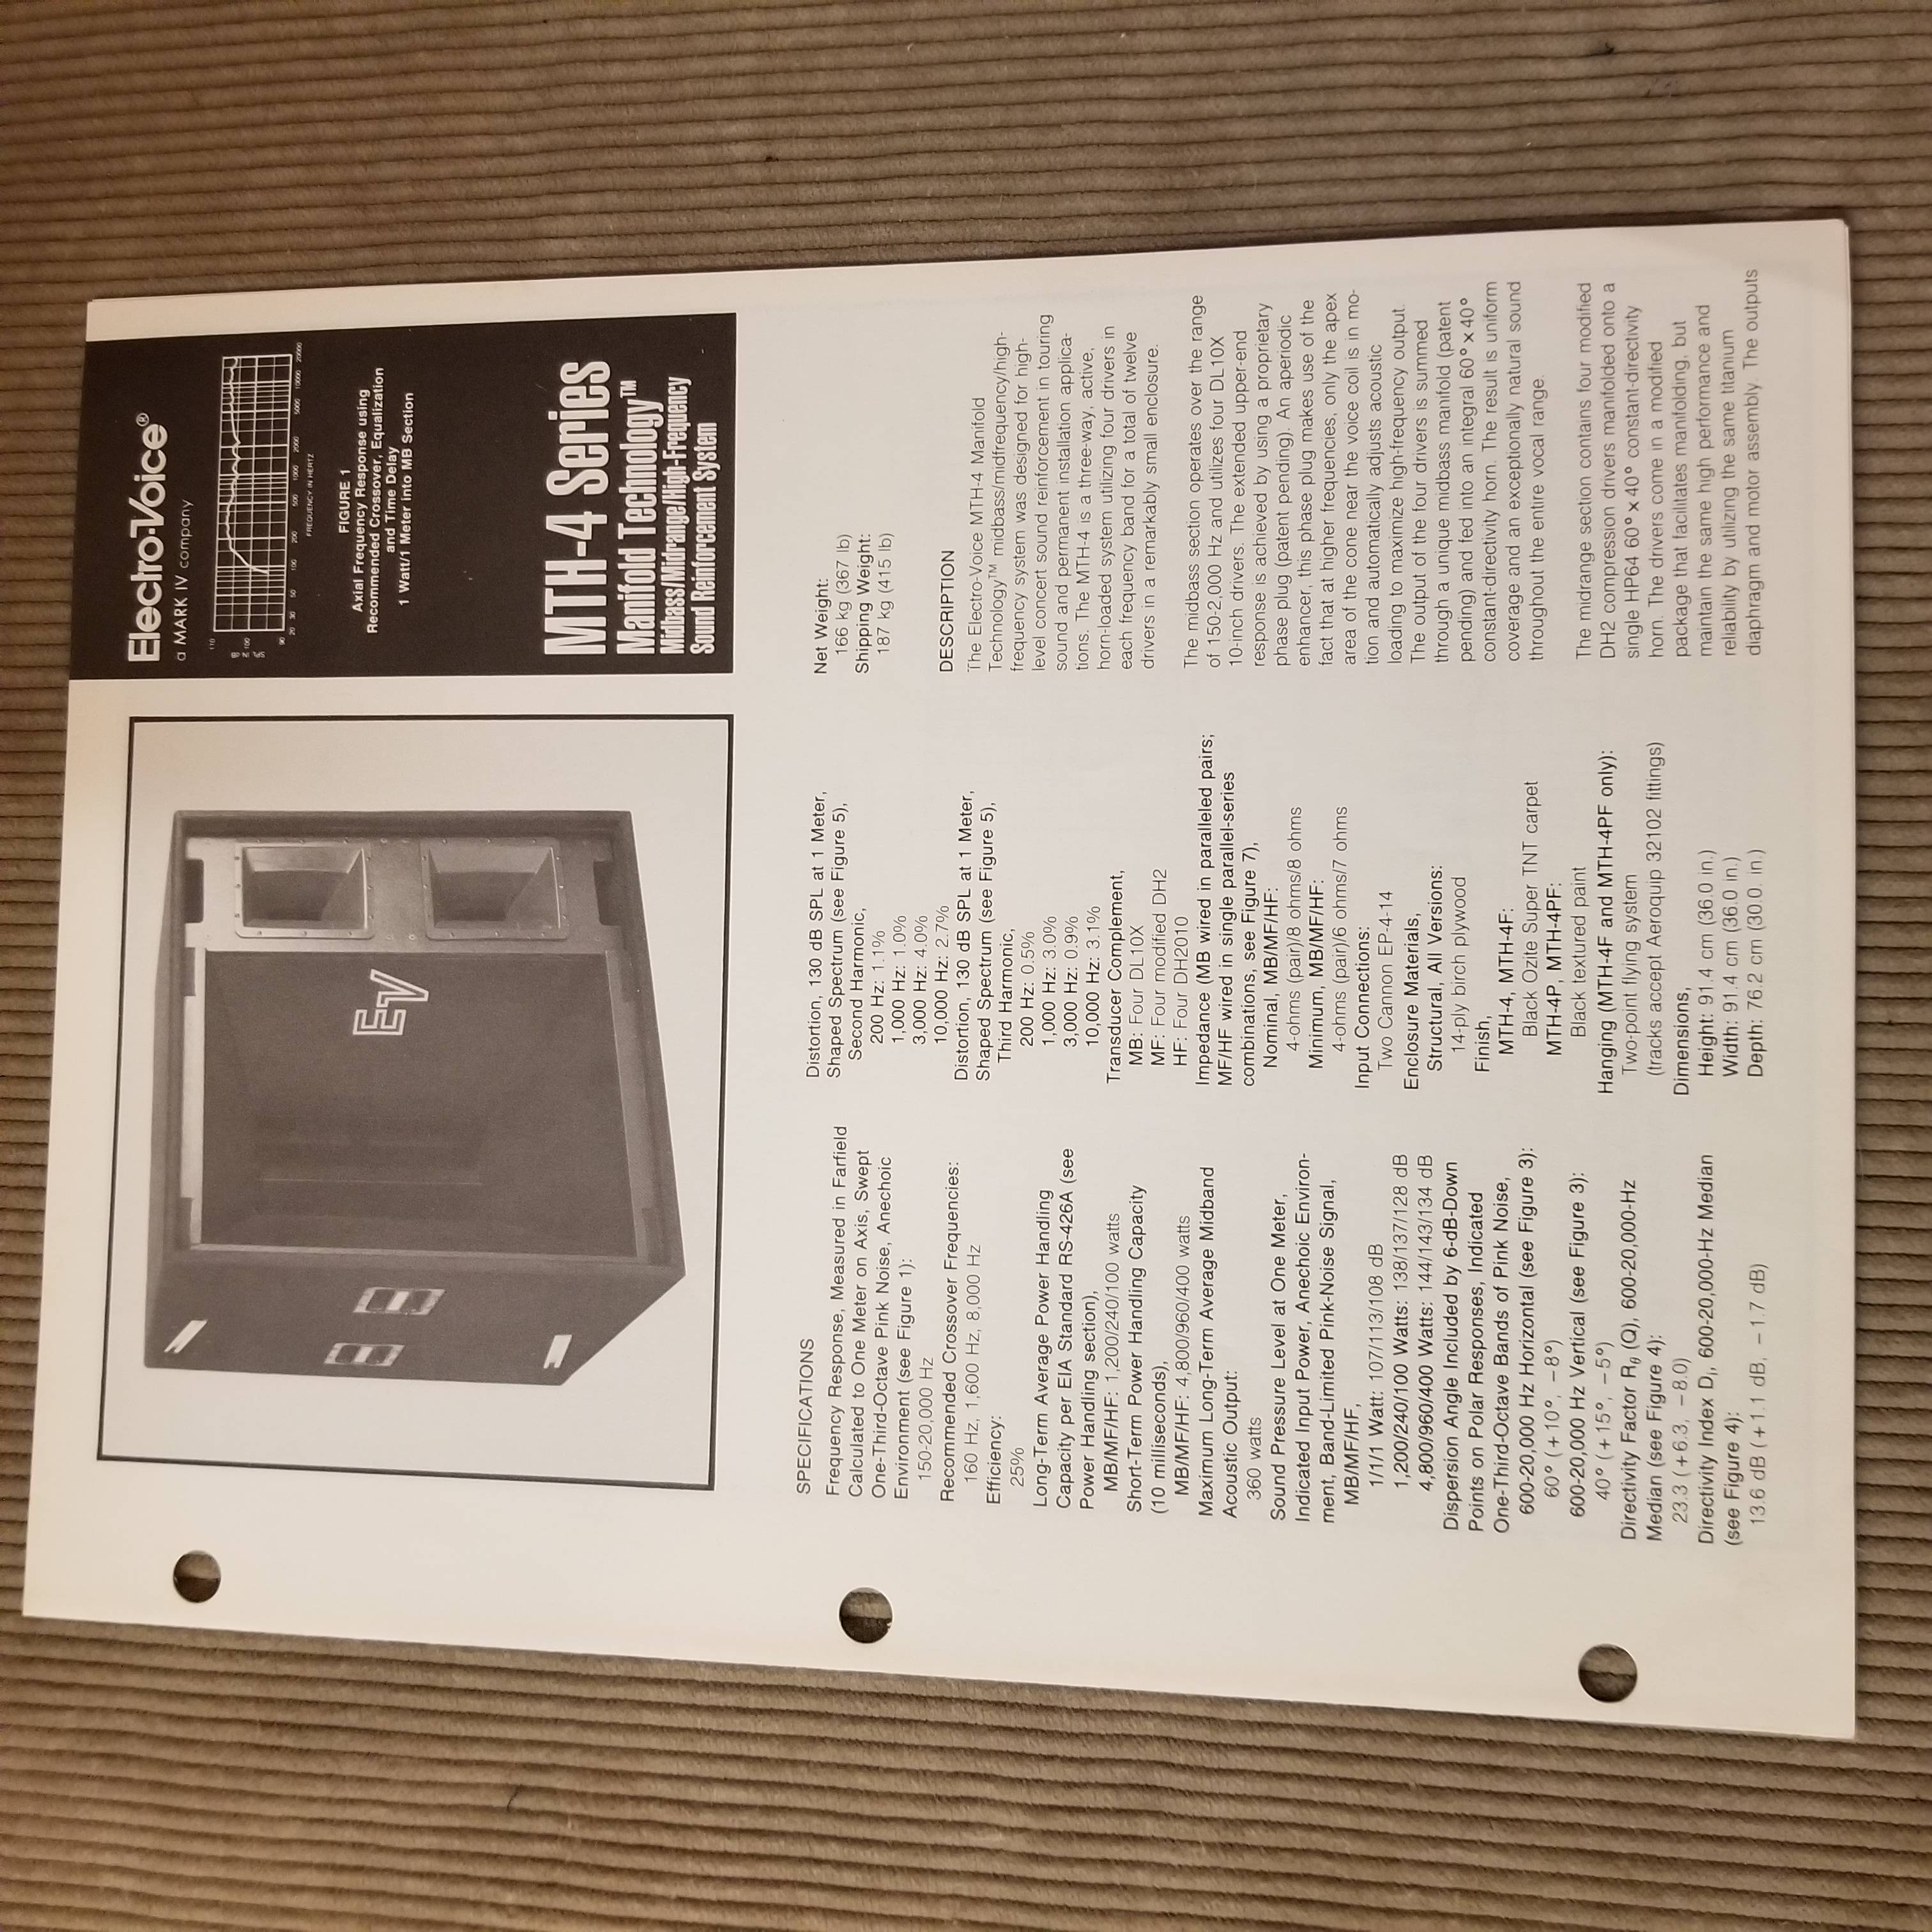 Electro-Voice®
a MARK IV company
110
100
90
SPL IN dB
20 30 50 100 200 500 1000 2000 5000 10000 20000
FREQUENCY IN HERTZ
FIGURE 1
Axial Frequency Response using
Recommended Crossover, Equalization
and Time Delay
1 Watt/1 Meter into MB Section
MTH-4 Series
Manifold Technology™
Midbass/Midrange/High-Frequency
Sound Reinforcement System
EV
SPECIFICATIONS
Frequency Response, Measured in Farfield
Calculated to One Meter on Axis, Swept
One-Third-Octave Pink Noise, Anechoic
Environment (see Figure 1):
150-20,000 Hz
Recommended Crossover Frequencies:
160 Hz, 1,600 Hz, 8,000 Hz
Efficiency:
25%
Long-Term Average Power Handling
Capacity per EIA Standard RS-426A (see
Power Handling section),
MB/MF/HF: 1,200/240/100 watts
Short-Term Power Handling Capacity
(10 milliseconds),
MB/MF/HF: 4,800/960/400 watts
Maximum Long-Term Average Midband
Acoustic Output:
360 watts
Sound Pressure Level at One Meter,
Indicated Input Power, Anechoic Environ-
ment, Band-Limited Pink-Noise Signal,
MB/MF/HF,
1/1/1 Watt: 107/113/108 dB
1,200/240/100 Watts: 138/137/128 dB
4,800/960/400 Watts: 144/143/134 dB
Dispersion Angle Included by 6-dB-Down
Points on Polar Responses, Indicated
One-Third-Octave Bands of Pink Noise,
600-20,000 Hz Horizontal (see Figure 3):
60° (+10°, −8°)
600-20,000 Hz Vertical (see Figure 3):
40° (+15°, −5°)
Directivity Factor Rθ (Q), 600-20,000-Hz
Median (see Figure 4):
23.3 (+6.3, −8.0)
Directivity Index Di, 600-20,000-Hz Median
(see Figure 4):
13.6 dB (+1.1 dB, −1.7 dB)
Distortion, 130 dB SPL at 1 Meter,
Shaped Spectrum (see Figure 5),
Second Harmonic,
200 Hz: 1.1%
1,000 Hz: 1.0%
3,000 Hz: 4.0%
10,000 Hz: 2.7%
Distortion, 130 dB SPL at 1 Meter,
Shaped Spectrum (see Figure 5),
Third Harmonic,
200 Hz: 0.5%
1,000 Hz: 3.0%
3,000 Hz: 0.9%
10,000 Hz: 3.1%
Transducer Complement,
MB: Four DL10X
MF: Four modified DH2
HF: Four DH2010
Impedance (MB wired in paralleled pairs;
MF/HF wired in single parallel-series
combinations, see Figure 7),
Nominal, MB/MF/HF:
4-ohms (pair)/8 ohms/8 ohms
Minimum, MB/MF/HF:
4-ohms (pair)/6 ohms/7 ohms
Input Connections:
Two Cannon EP-4-14
Enclosure Materials,
Structural, All Versions:
14-ply birch plywood
Finish,
MTH-4, MTH-4F:
Black Ozite Super TNT carpet
MTH-4P, MTH-4PF:
Black textured paint
Hanging (MTH-4F and MTH-4PF only):
Two-point flying system
(tracks accept Aeroquip 32102 fittings)
Dimensions,
Height: 91.4 cm (36.0 in.)
Width: 91.4 cm (36.0 in.)
Depth: 76.2 cm (30.0. in.)
Net Weight:
166 kg (367 lb)
Shipping Weight:
187 kg (415 lb)
DESCRIPTION
The Electro-Voice MTH-4 Manifold
Technology™ midbass/midfrequency/high-
frequency system was designed for high-
level concert sound reinforcement in touring
sound and permanent installation applica-
tions. The MTH-4 is a three-way, active,
horn-loaded system utilizing four drivers in
each frequency band for a total of twelve
drivers in a remarkably small enclosure.
The midbass section operates over the range
of 150-2,000 Hz and utilizes four DL10X
10-inch drivers. The extended upper-end
response is achieved by using a proprietary
phase plug (patent pending). An aperiodic
enhancer, this phase plug makes use of the
fact that at higher frequencies, only the apex
area of the cone near the voice coil is in mo-
tion and automatically adjusts acoustic
loading to maximize high-frequency output.
The output of the four drivers is summed
through a unique midbass manifold (patent
pending) and fed into an integral 60° x 40°
constant-directivity horn. The result is uniform
coverage and an exceptionally natural sound
throughout the entire vocal range.
The midrange section contains four modified
DH2 compression drivers manifolded onto a
single HP64 60° x 40° constant-directivity
horn. The drivers come in a modified
package that facilitates manifolding, but
maintain the same high performance and
reliability by utilizing the same titanium
diaphragm and motor assembly. The outputs